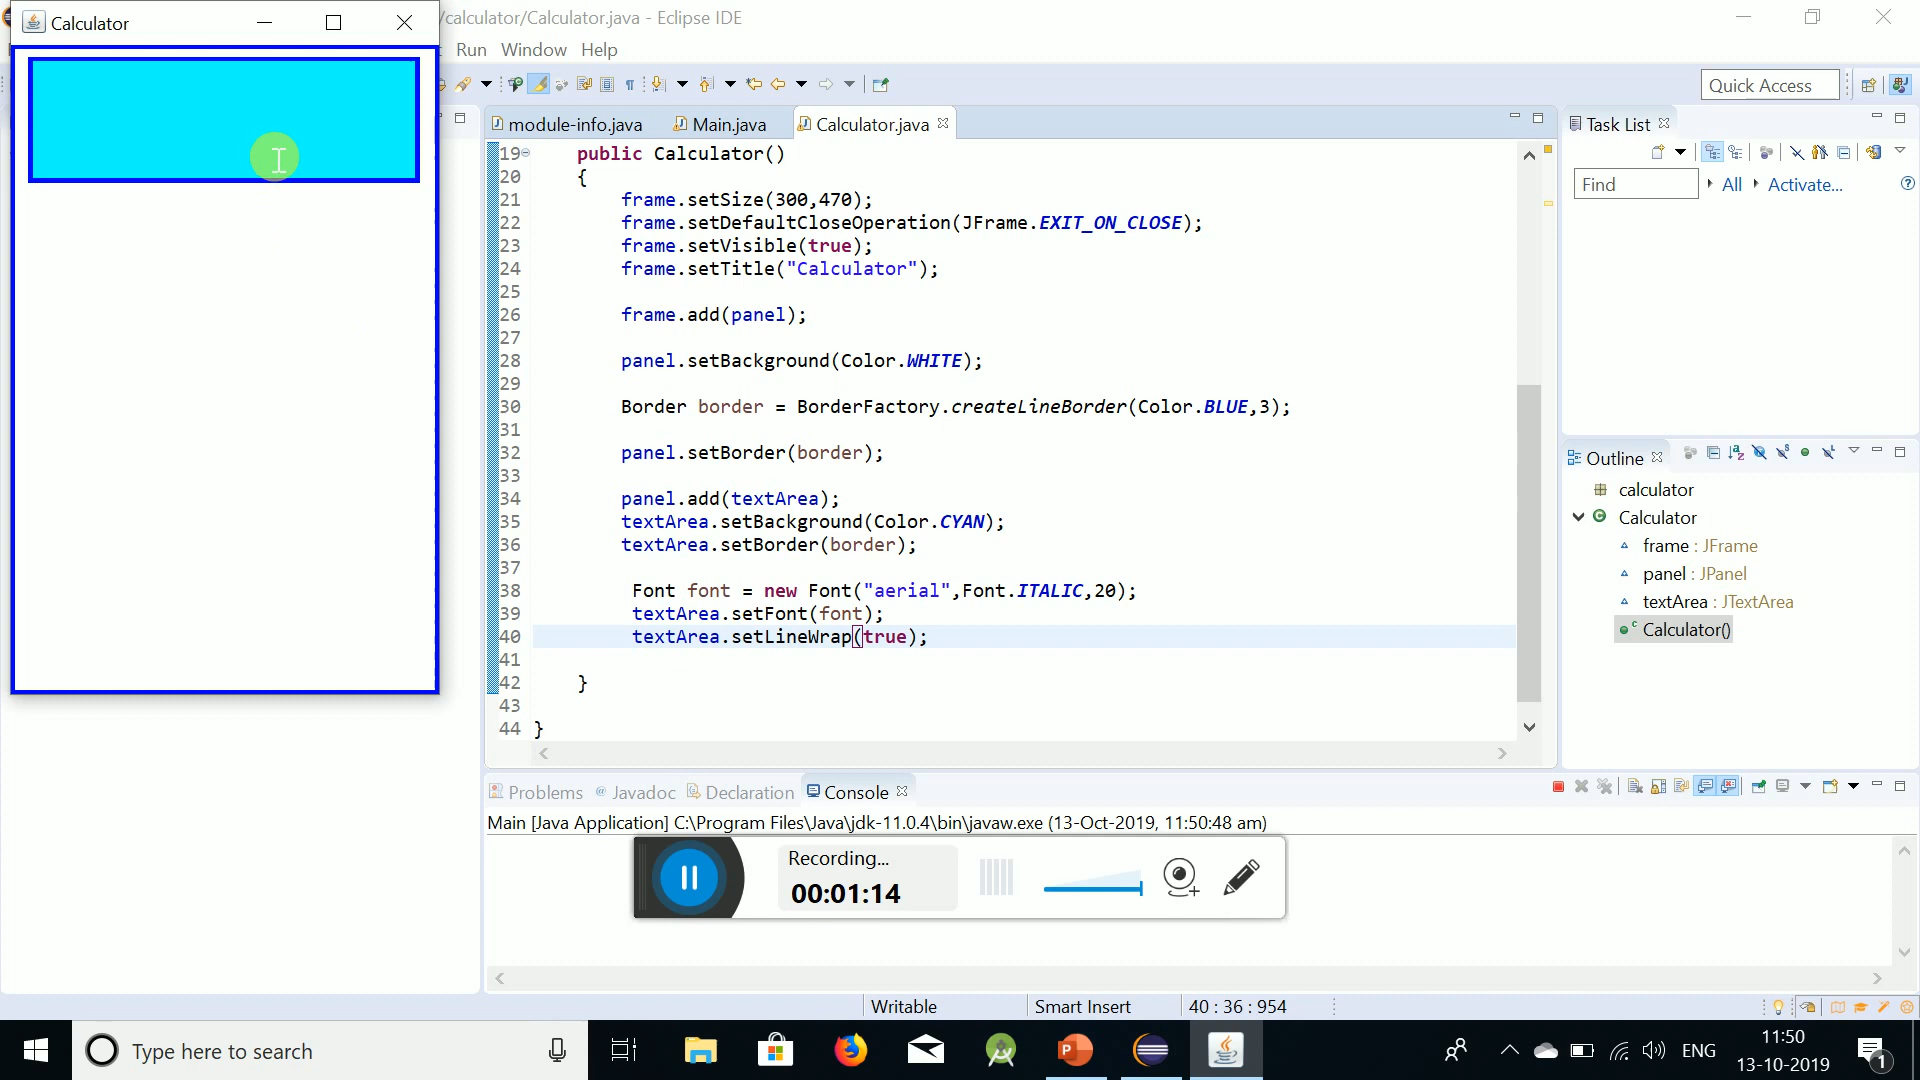 Calculator
/calculator/Calculator.java - Eclipse IDE
Run Window Help
Quick Access
module-info.java Main.java Calculator.java
19 public Calculator()
20 {
21 frame.setSize(300,470);
22 frame.setDefaultCloseOperation(JFrame.EXIT_ON_CLOSE);
23 frame.setVisible(true);
24 frame.setTitle("Calculator");
25
26 frame.add(panel);
27
28 panel.setBackground(Color.WHITE);
29
30 Border border = BorderFactory.createLineBorder(Color.BLUE,3);
31
32 panel.setBorder(border);
33
34 panel.add(textArea);
35 textArea.setBackground(Color.CYAN);
36 textArea.setBorder(border);
37
38 Font font = new Font("aerial",Font.ITALIC,20);
39 textArea.setFont(font);
40 textArea.setLineWrap(true);
41
42 }
43
44 }
Task List
Find All Activate...
Outline
calculator
Calculator
frame : JFrame
panel : JPanel
textArea : JTextArea
Calculator()
Problems @ Javadoc Declaration Console
Main [Java Application] C:\Program Files\Java\jdk-11.0.4\bin\javaw.exe (13-Oct-2019, 11:50:48 am)
Recording...
00:01:14
Writable Smart Insert 40 : 36 : 954
Type here to search
ENG
11:50
13-10-2019
1